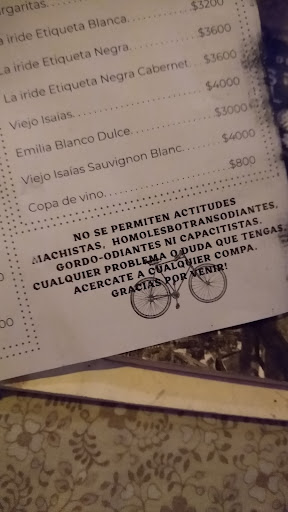 rgaritas. $3200
a iride Etiqueta Blanca. $3600
La iride Etiqueta Negra. $3600
La iride Etiqueta Negra Cabernet. $4000
Viejo Isaías. $3000
Emilia Blanco Dulce. $4000
Viejo Isaías Sauvignon Blanc.
Copa de vino. $800
NO SE PERMITEN ACTITUDES
MACHISTAS, HOMOLESBOTRANSODIANTES,
GORDO-ODIANTES NI CAPACITISTAS.
CUALQUIER PROBLEMA O DUDA QUE TENGAS,
ACERCATE A CUALQUIER COMPA.
GRACIAS POR VENIR!
00